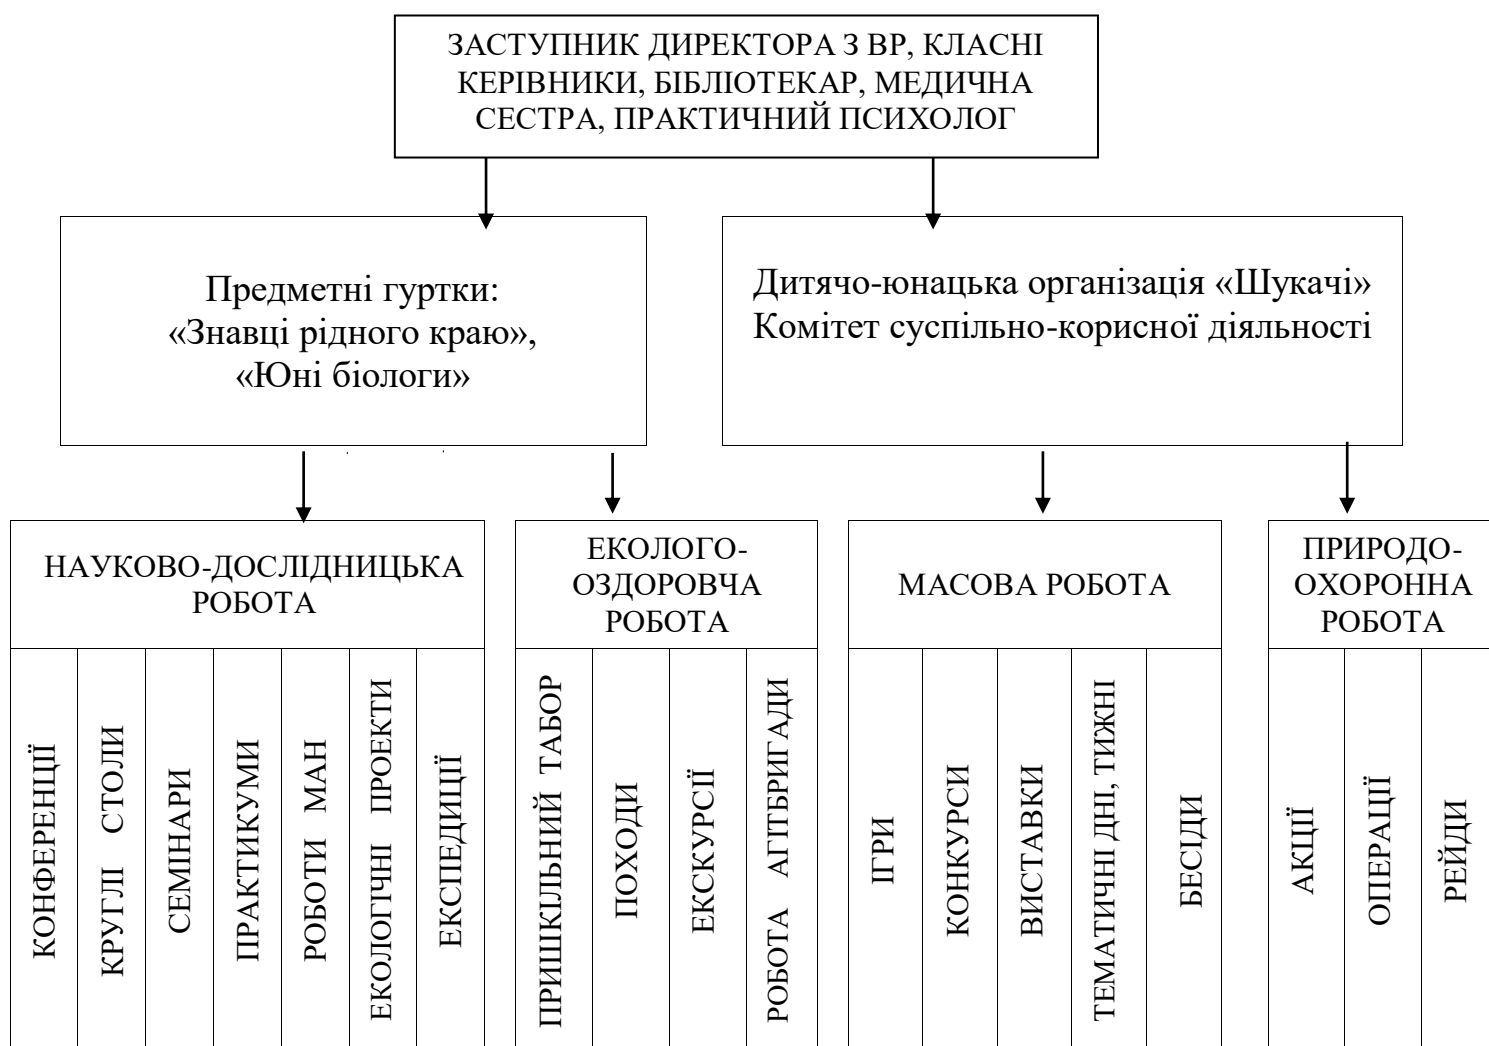 ЗАСТУПНИК ДИРЕКТОРА З ВР, КЛАСНІ
КЕРІВНИКИ, БІБЛІОТЕКАР, МЕДИЧНА
СЕСТРА, ПРАКТИЧНИЙ ПСИХОЛОГ
Предметні гуртки:
«Знавці рідного краю»,
«Юні біологи»
Дитячо-юнацька організація «Шукачі»
Комітет суспільно-корисної діяльності
НАУКОВО-ДОСЛІДНИЦЬКА
РОБОТА
КОНФЕРЕНЦІЇ
КРУГЛІ СТОЛИ
СЕМІНАРИ
ПРАКТИКУМИ
РОБОТИ МАН
ЕКОЛОГІЧНІ ПРОЕКТИ
ЕКСПЕДИЦІЇ
ЕКОЛОГО-
ОЗДОРОВЧА
РОБОТА
ПРИШКІЛЬНИЙ ТАБОР
ПОХОДИ
ЕКСКУРСІЇ
РОБОТА АГІТБРИГАДИ
МАСОВА РОБОТА
ІГРИ
КОНКУРСИ
ВИСТАВКИ
ТЕМАТИЧНІ ДНІ, ТИЖНІ
БЕСІДИ
ПРИРОДО-
ОХОРОННА
РОБОТА
АКЦІЇ
ОПЕРАЦІЇ
РЕЙДИ